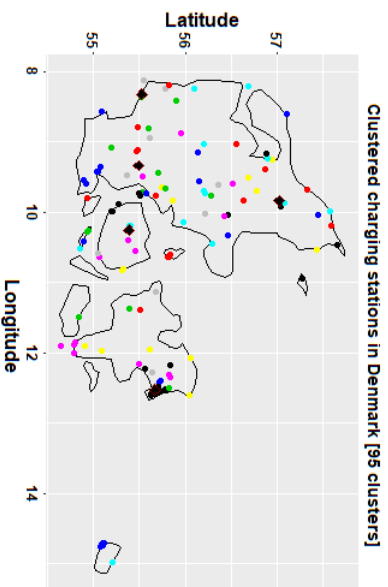 Clustered charging stations in Denmark [95 clusters]
Latitude
55
56
57
8
10
12
14
Longitude